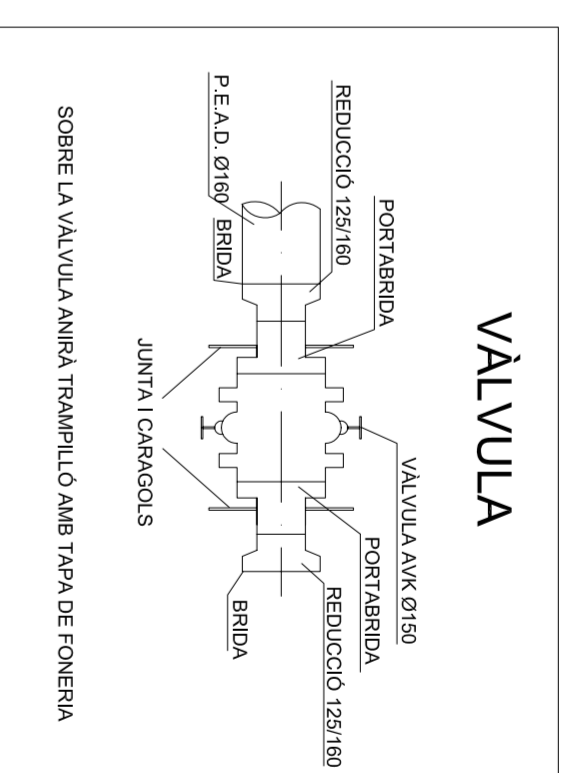 VÀLVULA
VÀLVULA AVK Ø150
PORTABRIDA
PORTABRIDA
REDUCCIÓ 125/160
REDUCCIÓ 125/160
P.E.A.D. Ø160
BRIDA
BRIDA
JUNTA I CARAGOLS
SOBRE LA VÀLVULA ANIRÀ TRAMPILLÓ AMB TAPA DE FONERIA